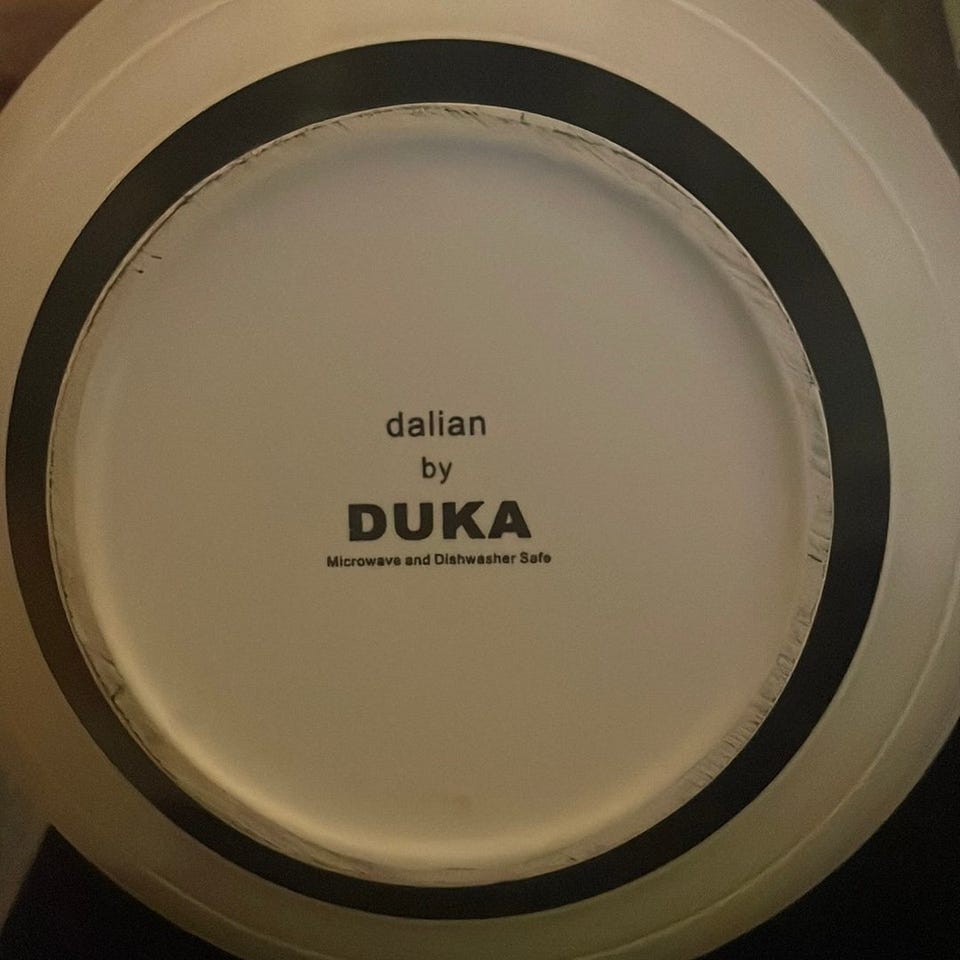 dalian
by
DUKA
Microwave and Dishwasher Safe